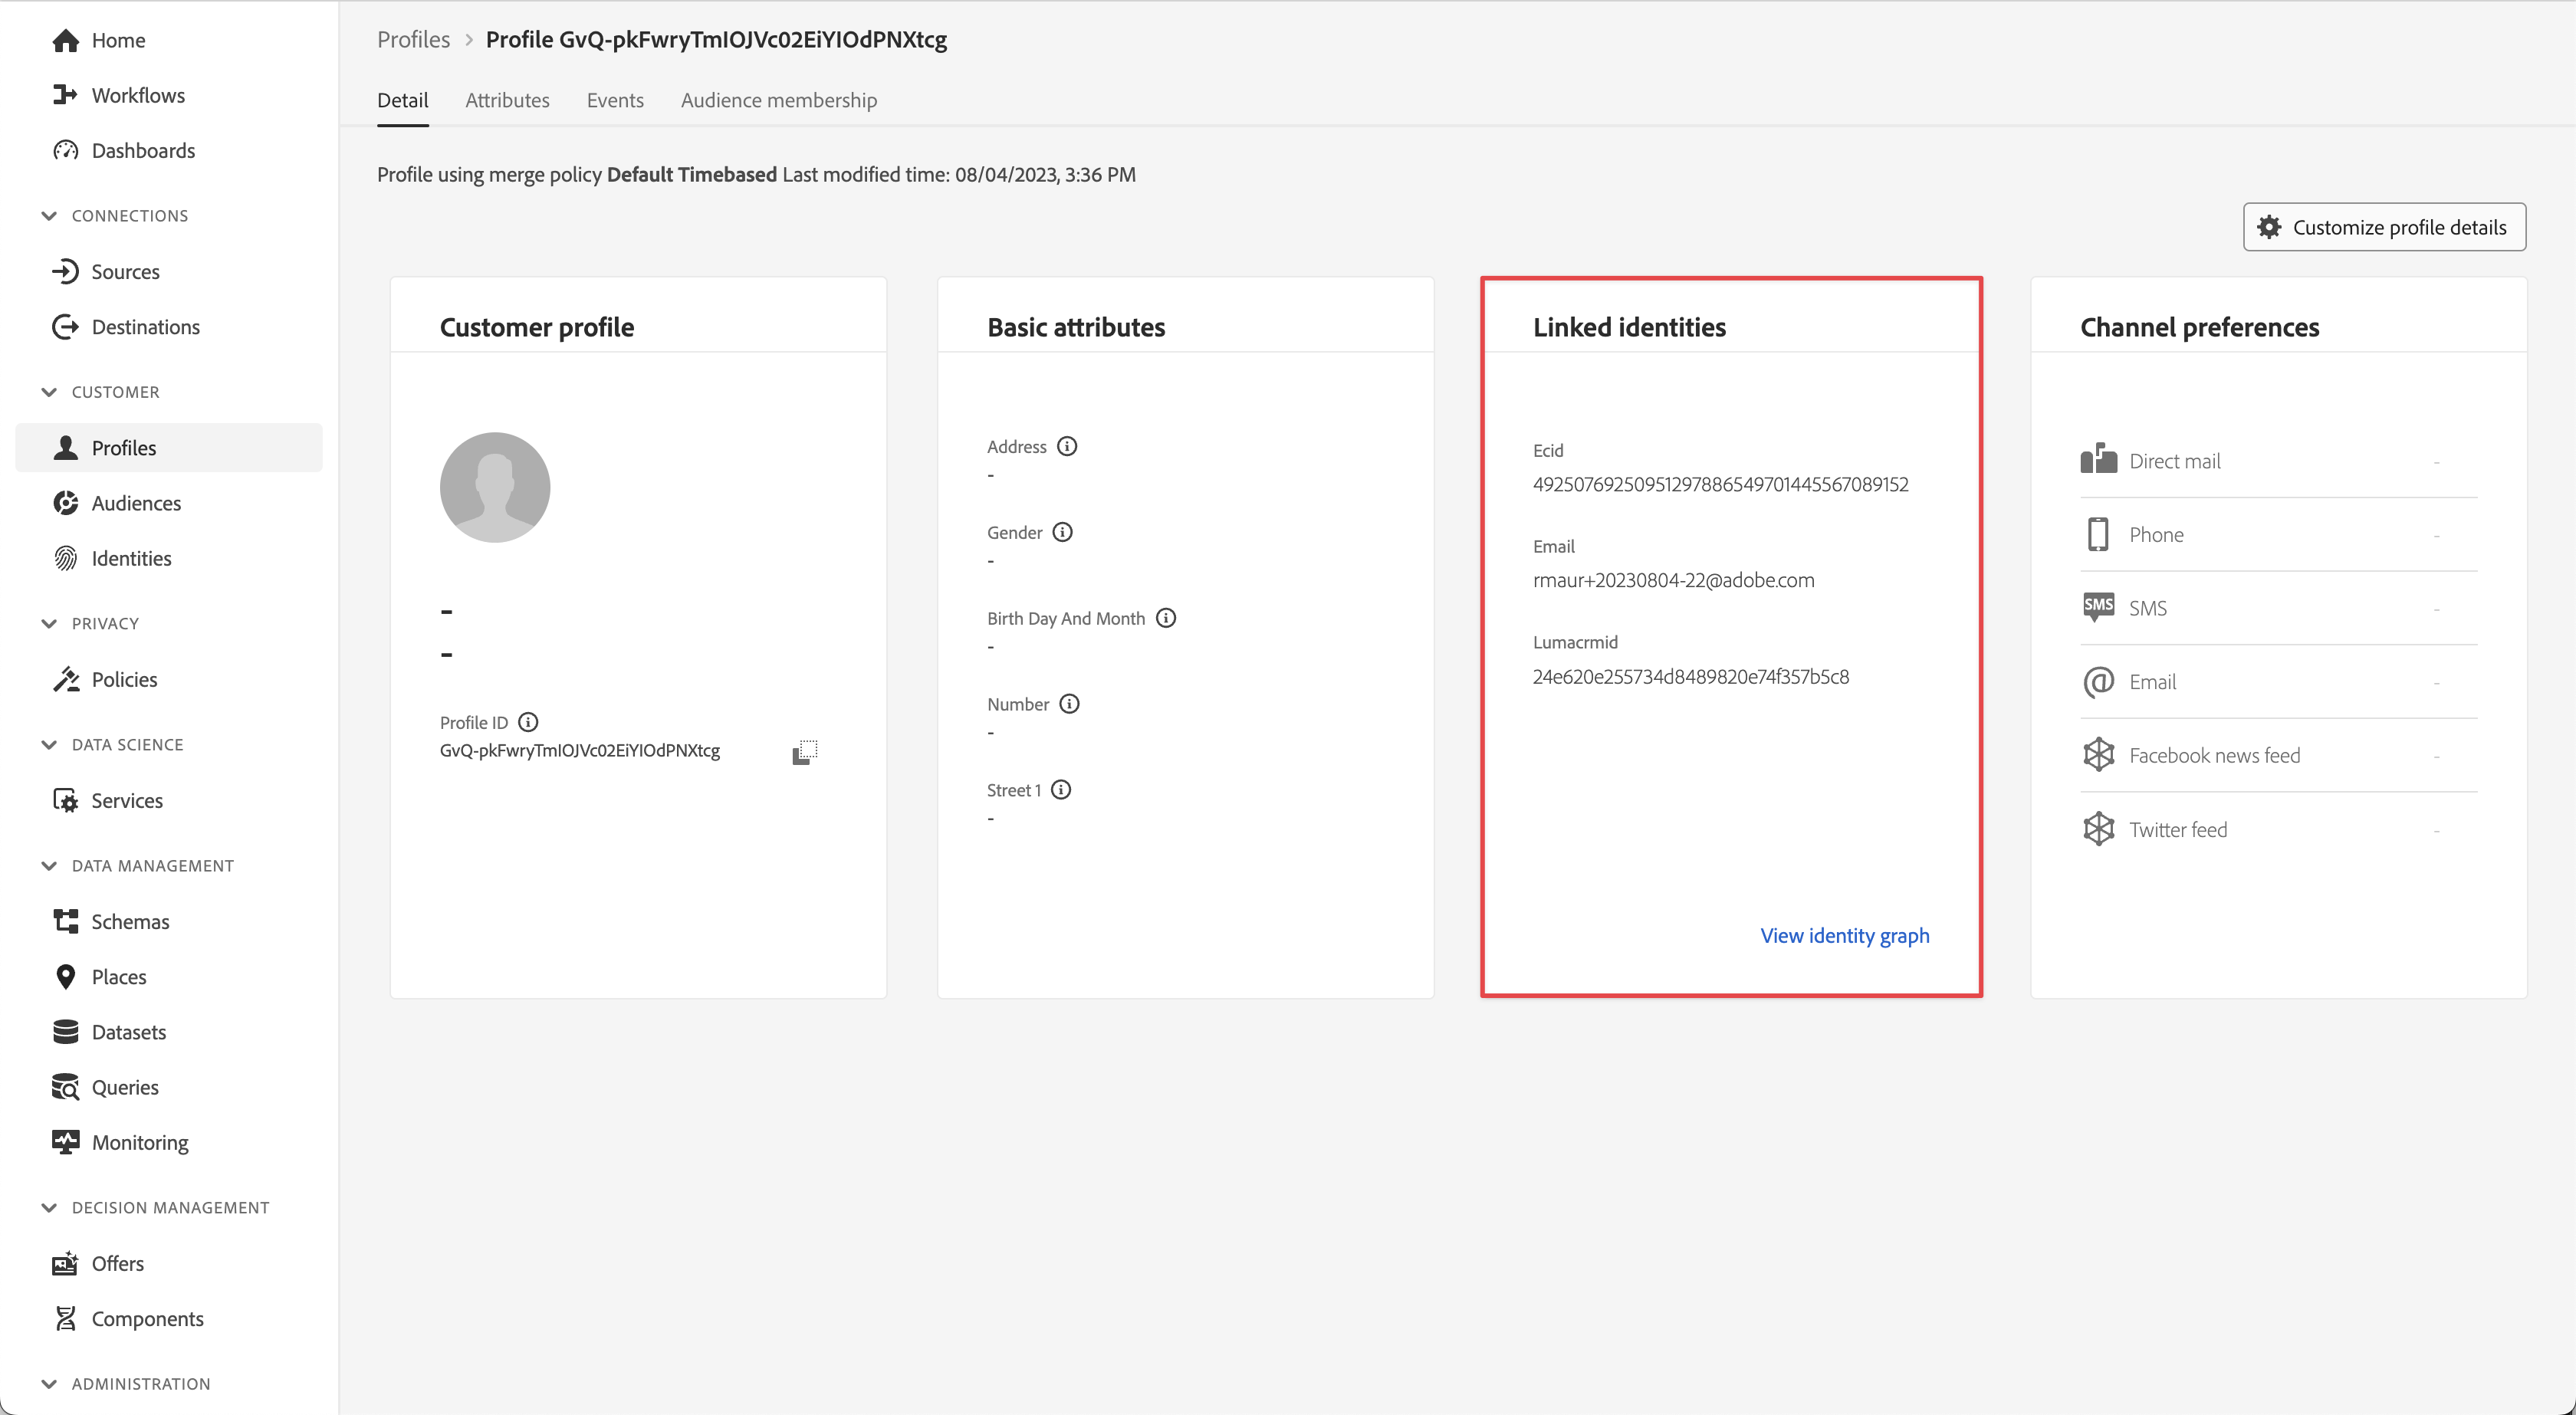 Home
Workflows
Dashboards
CONNECTIONS
Sources
Destinations
CUSTOMER
Profiles
Audiences
Identities
PRIVACY
Policies
DATA SCIENCE
Services
DATA MANAGEMENT
Schemas
Places
Datasets
Queries
Monitoring
DECISION MANAGEMENT
Offers
Components
ADMINISTRATION
Profiles > Profile GvQ-pkFwryTmIOJVc02EiYIOdPNXtcg
Detail Attributes Events Audience membership
Profile using merge policy Default Timebased Last modified time: 08/04/2023, 3:36 PM
Customize profile details
Customer profile
-
-
Profile ID
GvQ-pkFwryTmIOJVc02EiYIOdPNXtcg
Basic attributes
Address
-
Gender
-
Birth Day And Month
-
Number
-
Street 1
-
Linked identities
Ecid
49250769250951297886549701445567089152
Email
rmaur+20230804-22@adobe.com
Lumacrmid
24e620e255734d8489820e74f357b5c8
View identity graph
Channel preferences
Direct mail -
Phone -
SMS SMS -
Email -
Facebook news feed -
Twitter feed -